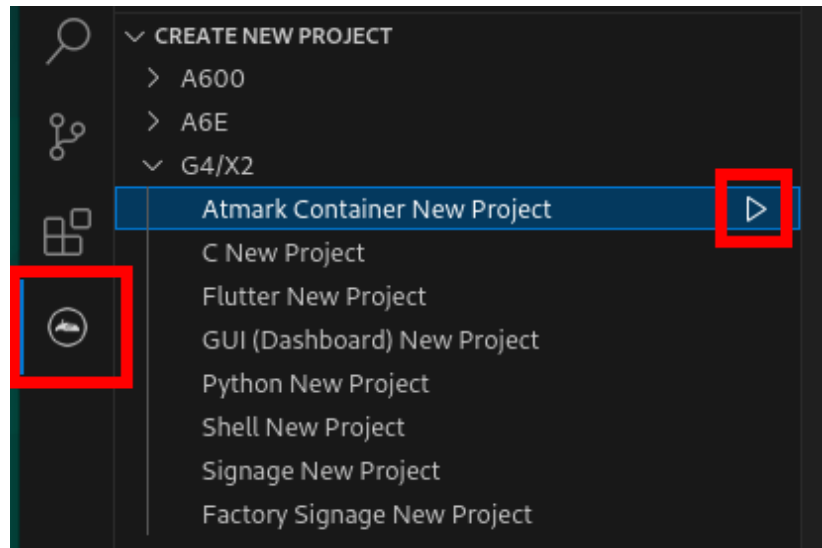 CREATE NEW PROJECT
A600
A6E
G4/X2
Atmark Container New Project
C New Project
Flutter New Project
GUI (Dashboard) New Project
Python New Project
Shell New Project
Signage New Project
Factory Signage New Project